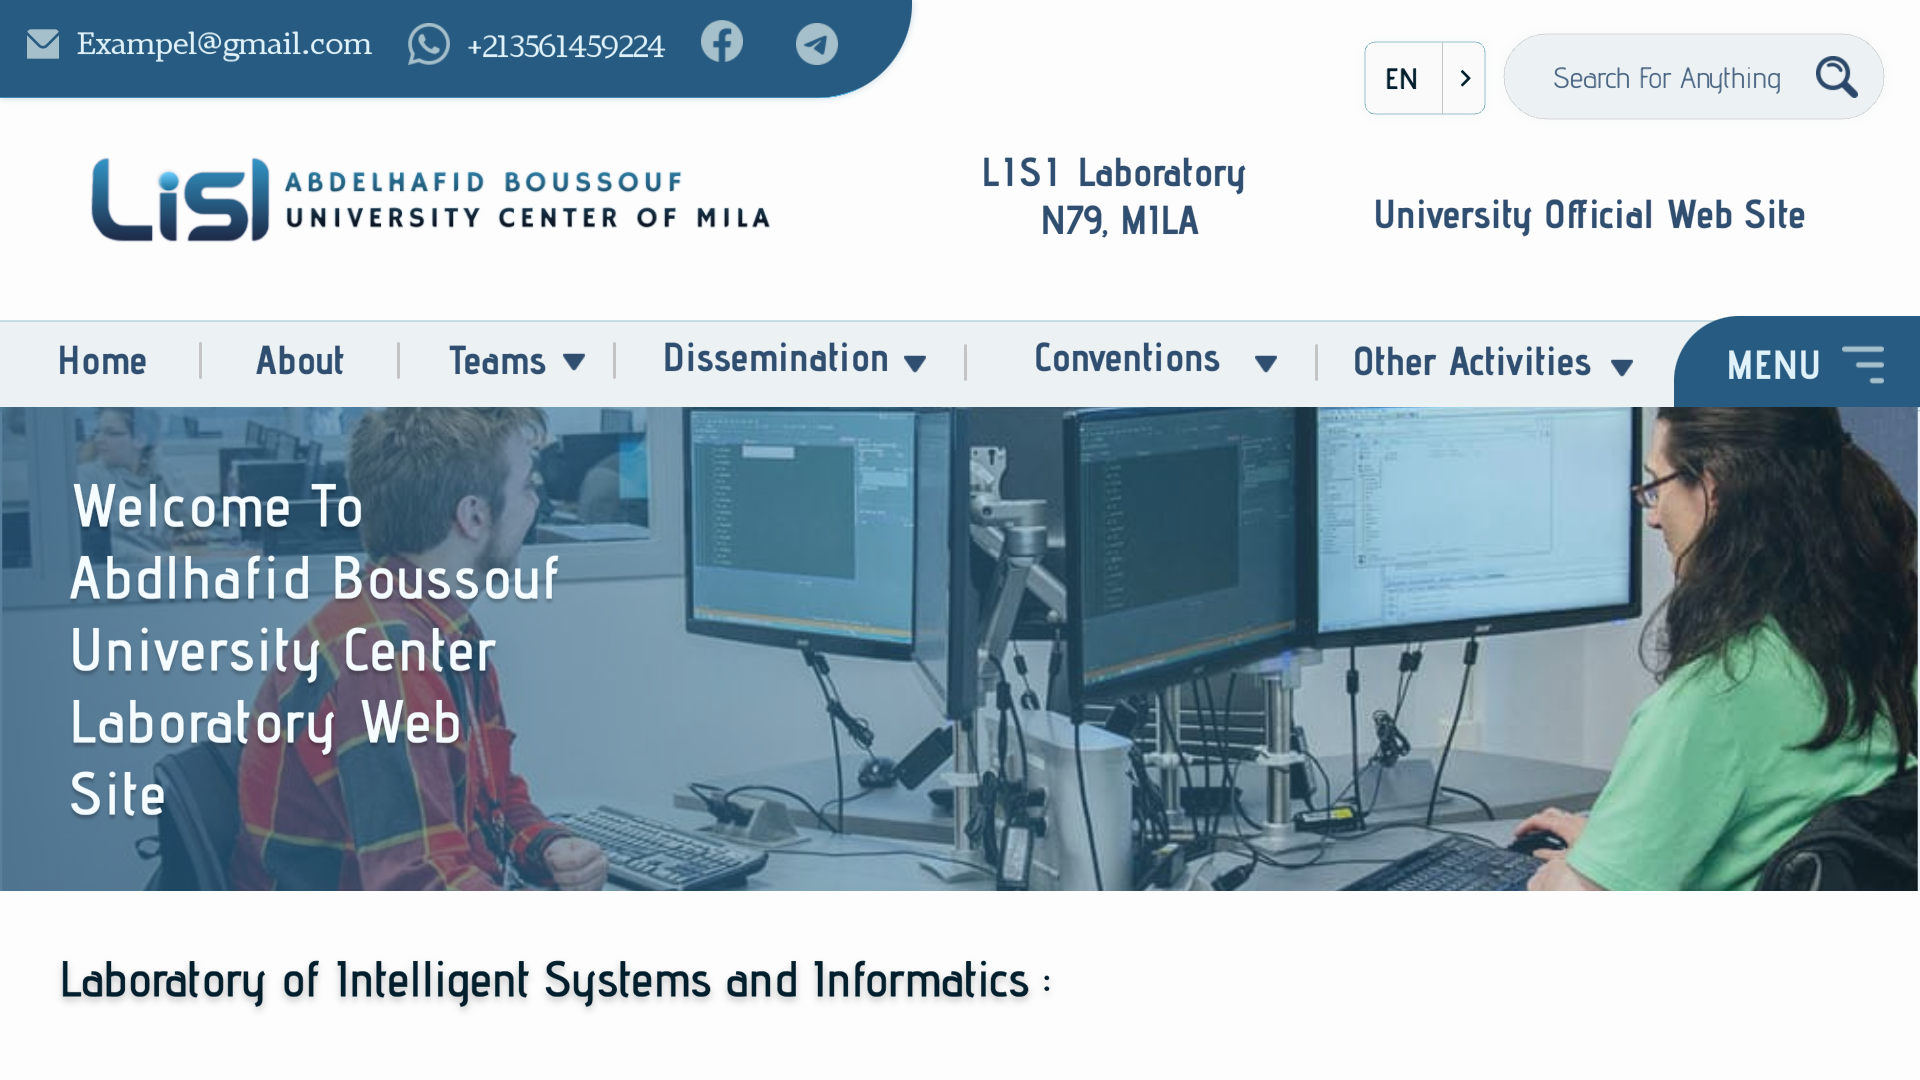 Exampel@gmail.com
+213561459224
EN
Search For Anything
LiSI
ABDELHAFID BOUSSOUF
UNIVERSITY CENTER OF MILA
LISI Laboratory
N79, MILA
University Official Web Site
Home
About
Teams
Dissemination
Conventions
Other Activities
MENU
Welcome To
Abdlhafid Boussouf
University Center
Laboratory Web
Site
Laboratory of Intelligent Systems and Informatics :